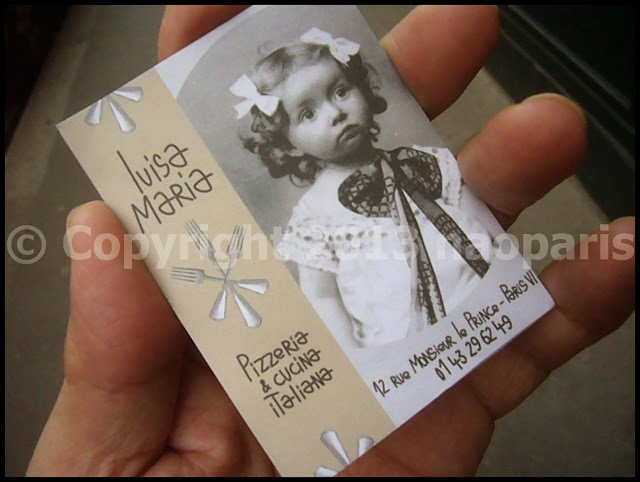 luisa
Maria
Pizzeria
& cucina
italiana
12 rue Monsieur le Prince - Paris VI
01 43 29 62 49
© Copyright 2013 naoparis